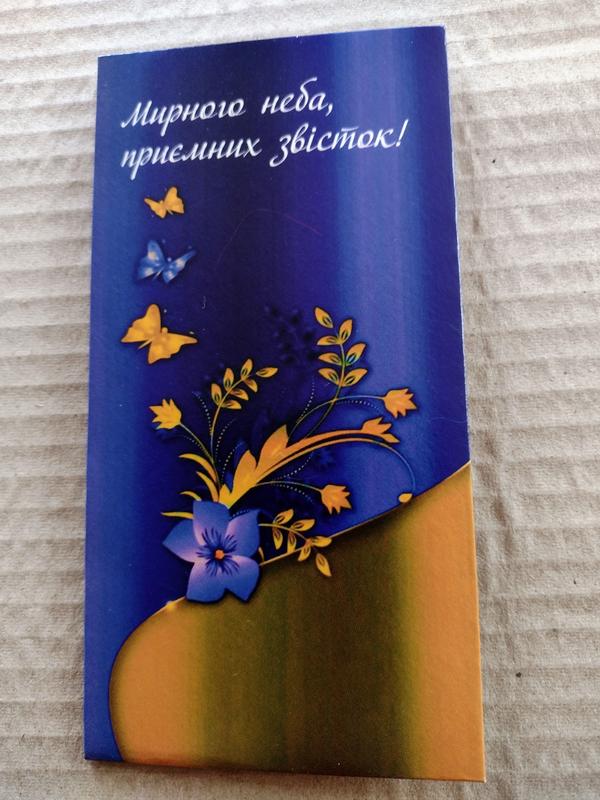 Мирного неба,
приємних звісток!